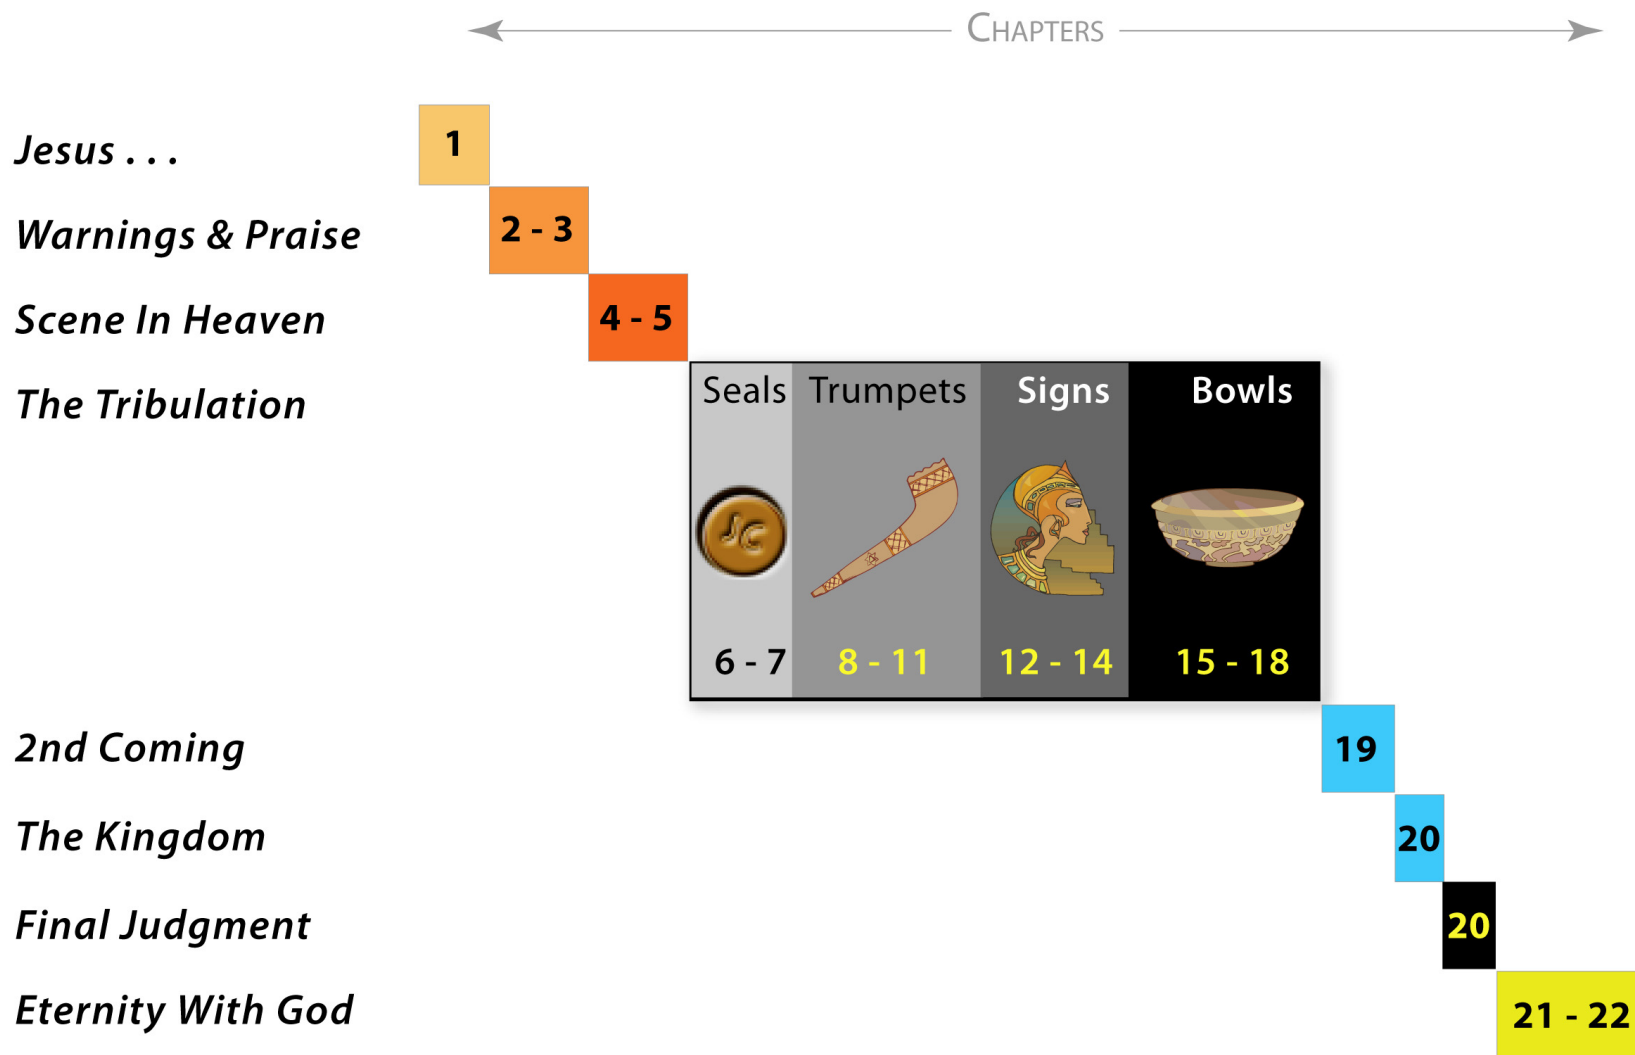 CHAPTERS
Jesus . . .
1
Warnings & Praise
2 - 3
Scene In Heaven
4 - 5
The Tribulation
Seals
Trumpets
Signs
Bowls
JC
6 - 7
8 - 11
12 - 14
15 - 18
2nd Coming
19
The Kingdom
20
Final Judgment
20
Eternity With God
21 - 22